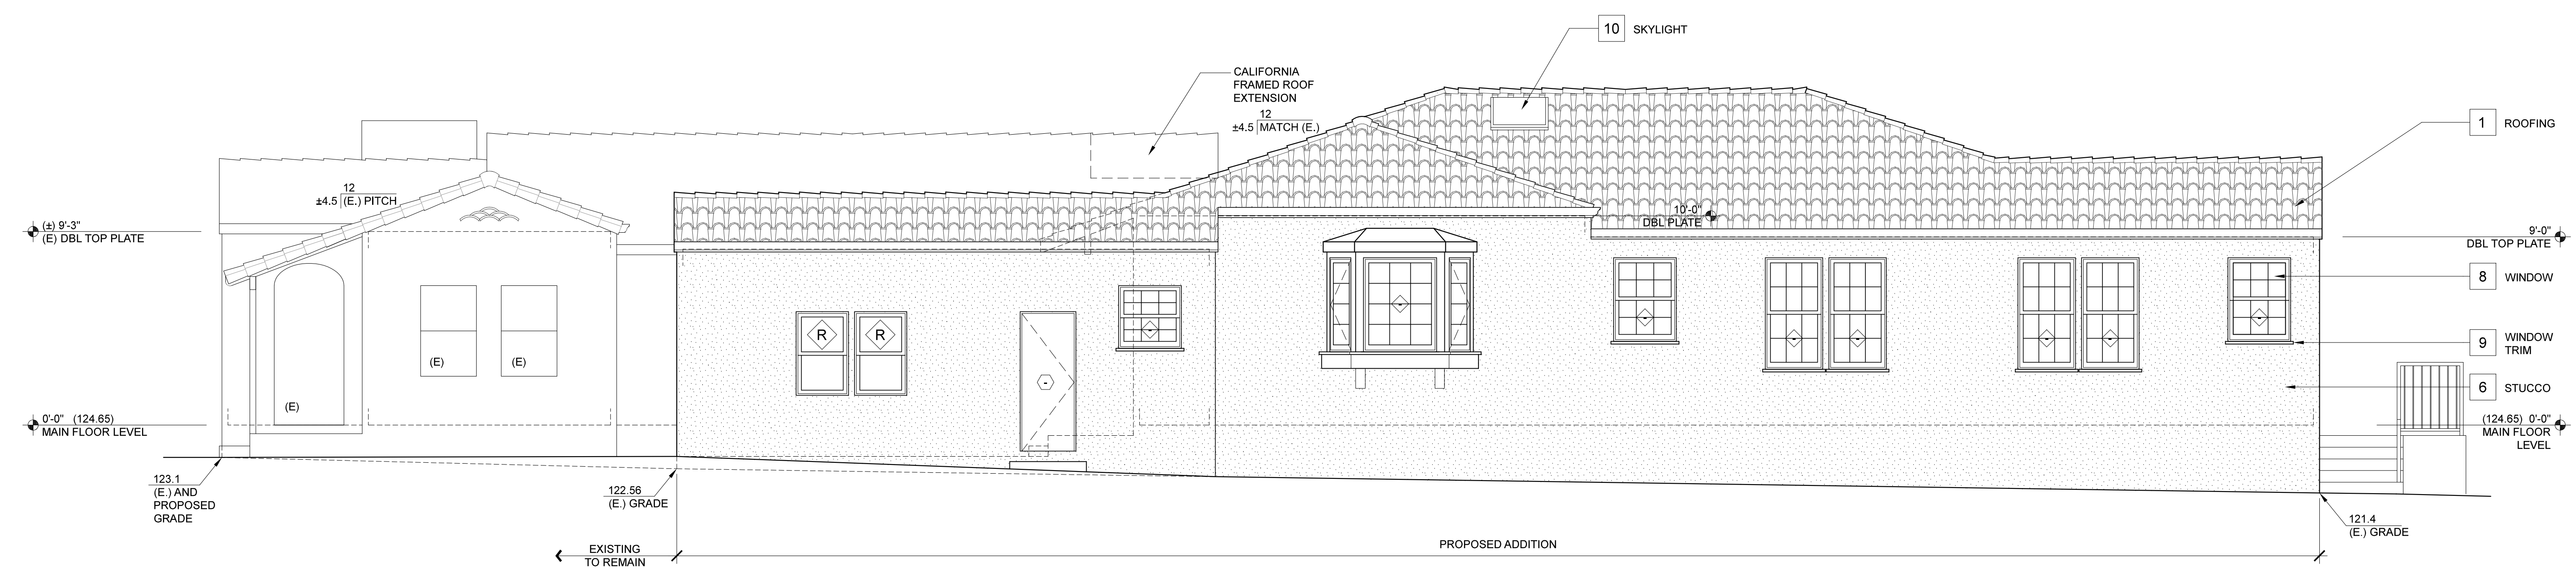 10 SKYLIGHT
CALIFORNIA
FRAMED ROOF
EXTENSION
12
±4.5 MATCH (E.)
1 ROOFING
12
±4.5 (E.) PITCH
(±) 9'-3"
(E) DBL TOP PLATE
10'-0"
DBL PLATE
9'-0"
DBL TOP PLATE
8 WINDOW
R
R
(E)
(E)
(E)
9 WINDOW
TRIM
6 STUCCO
0'-0" (124.65)
MAIN FLOOR LEVEL
(124.65) 0'-0"
MAIN FLOOR
LEVEL
123.1
(E.) AND
PROPOSED
GRADE
122.56
(E.) GRADE
121.4
(E.) GRADE
EXISTING
TO REMAIN
PROPOSED ADDITION